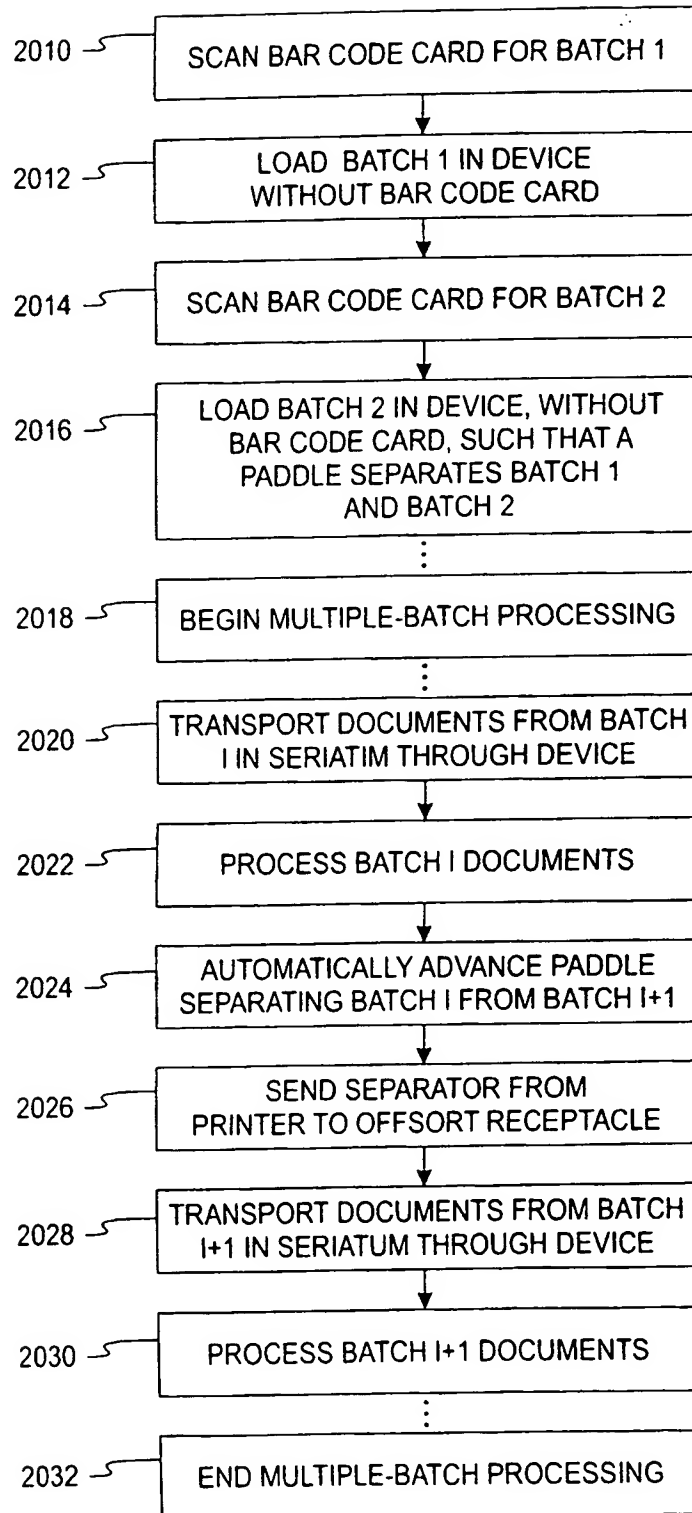 2010
SCAN BAR CODE CARD FOR BATCH 1
2012
LOAD BATCH 1 IN DEVICE
WITHOUT BAR CODE CARD
2014
SCAN BAR CODE CARD FOR BATCH 2
2016
LOAD BATCH 2 IN DEVICE, WITHOUT
BAR CODE CARD, SUCH THAT A
PADDLE SEPARATES BATCH 1
AND BATCH 2
2018
BEGIN MULTIPLE-BATCH PROCESSING
2020
TRANSPORT DOCUMENTS FROM BATCH
I IN SERIATIM THROUGH DEVICE
2022
PROCESS BATCH I DOCUMENTS
2024
AUTOMATICALLY ADVANCE PADDLE
SEPARATING BATCH I FROM BATCH I+1
2026
SEND SEPARATOR FROM
PRINTER TO OFFSORT RECEPTACLE
2028
TRANSPORT DOCUMENTS FROM BATCH
I+1 IN SERIATUM THROUGH DEVICE
2030
PROCESS BATCH I+1 DOCUMENTS
2032
END MULTIPLE-BATCH PROCESSING